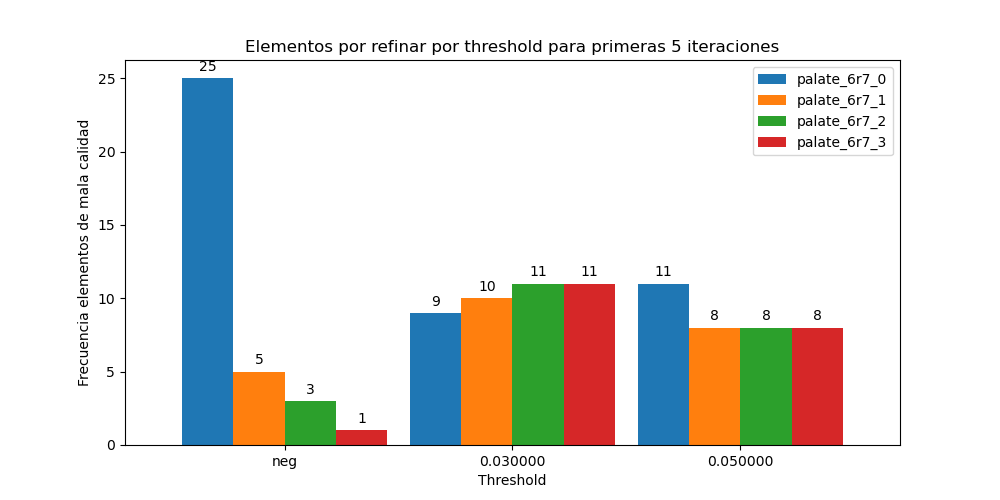 Elementos por refinar por threshold para primeras 5 iteraciones
Frecuencia elementos de mala calidad
25
20
15
10
5
0
25
5
3
1
9
10
11
11
11
8
8
8
palate_6r7_0
palate_6r7_1
palate_6r7_2
palate_6r7_3
neg
0.030000
0.050000
Threshold